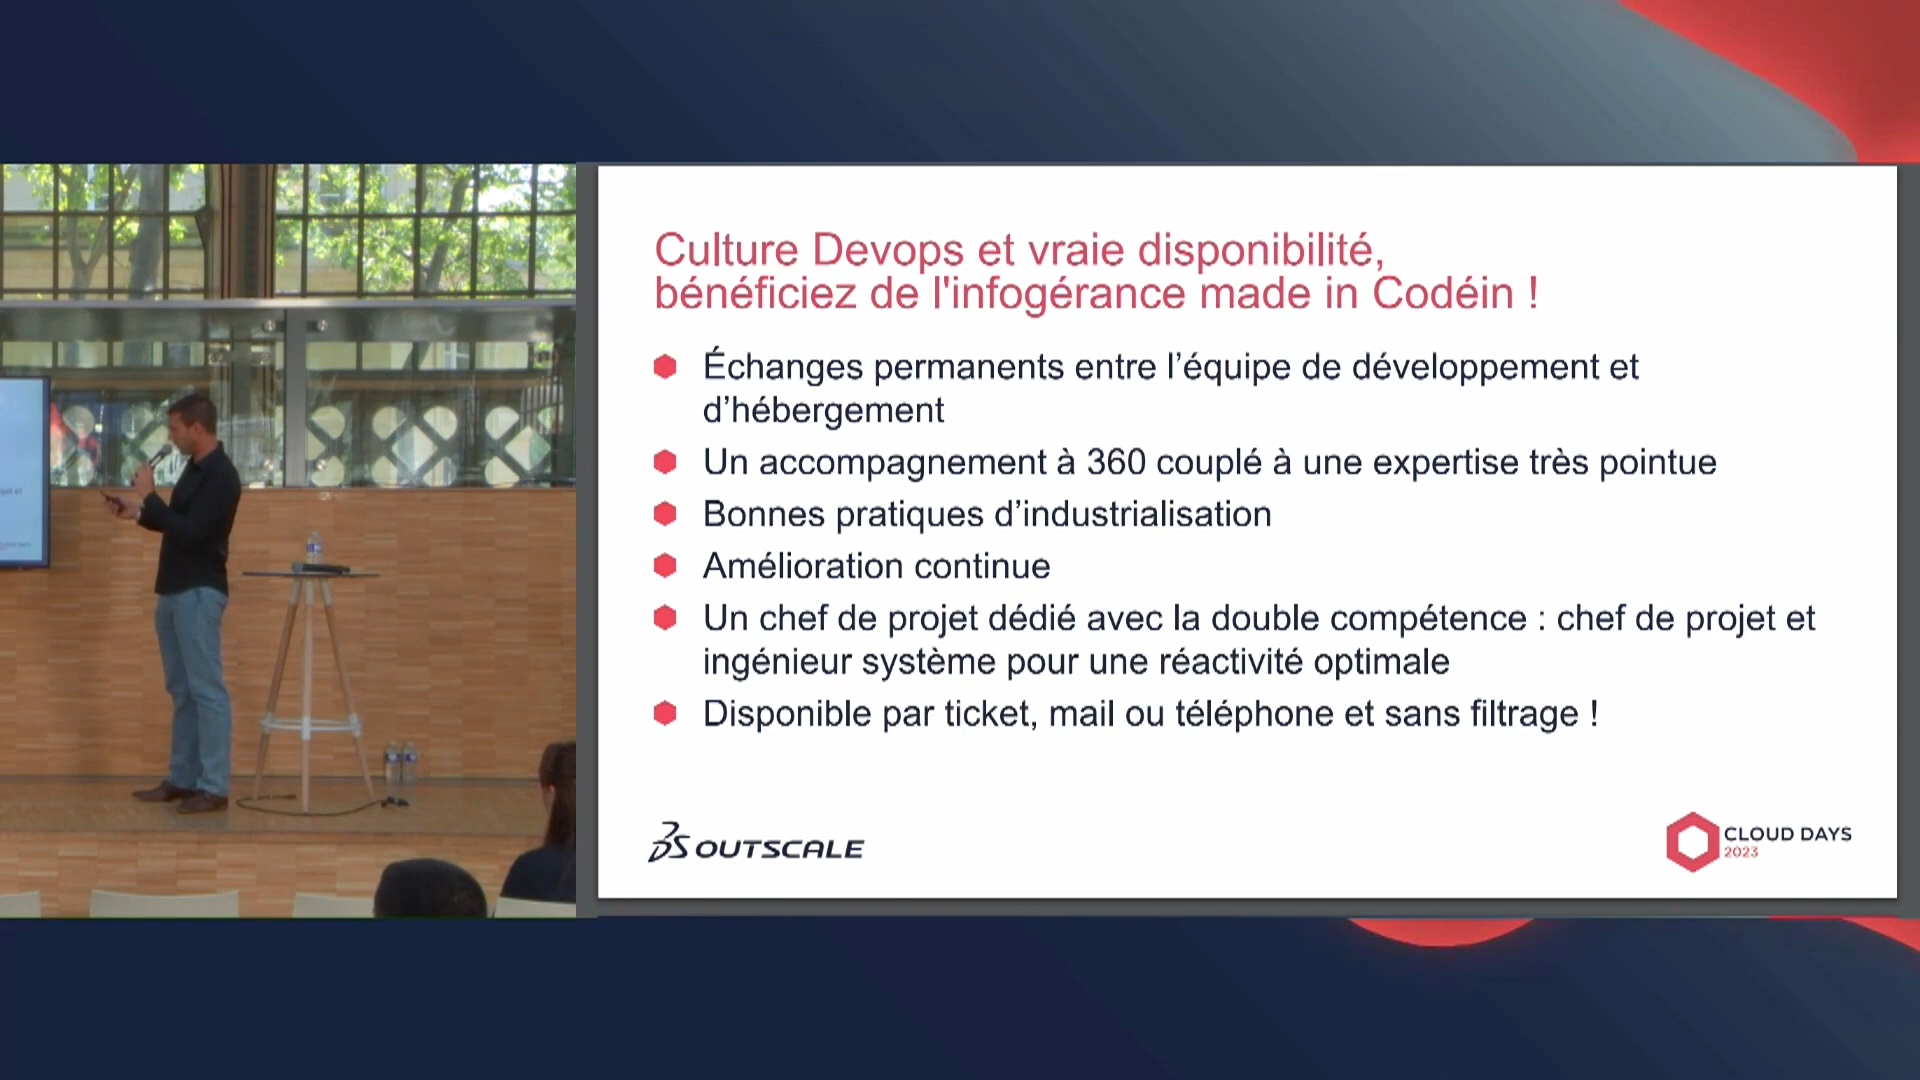 Culture Devops et vraie disponibilité,
bénéficiez de l'infogérance made in Codéin !
Échanges permanents entre l’équipe de développement et
d’hébergement
Un accompagnement à 360 couplé à une expertise très pointue
Bonnes pratiques d’industrialisation
Amélioration continue
Un chef de projet dédié avec la double compétence : chef de projet et
ingénieur système pour une réactivité optimale
Disponible par ticket, mail ou téléphone et sans filtrage !
OUTSCALE
CLOUD DAYS
2023